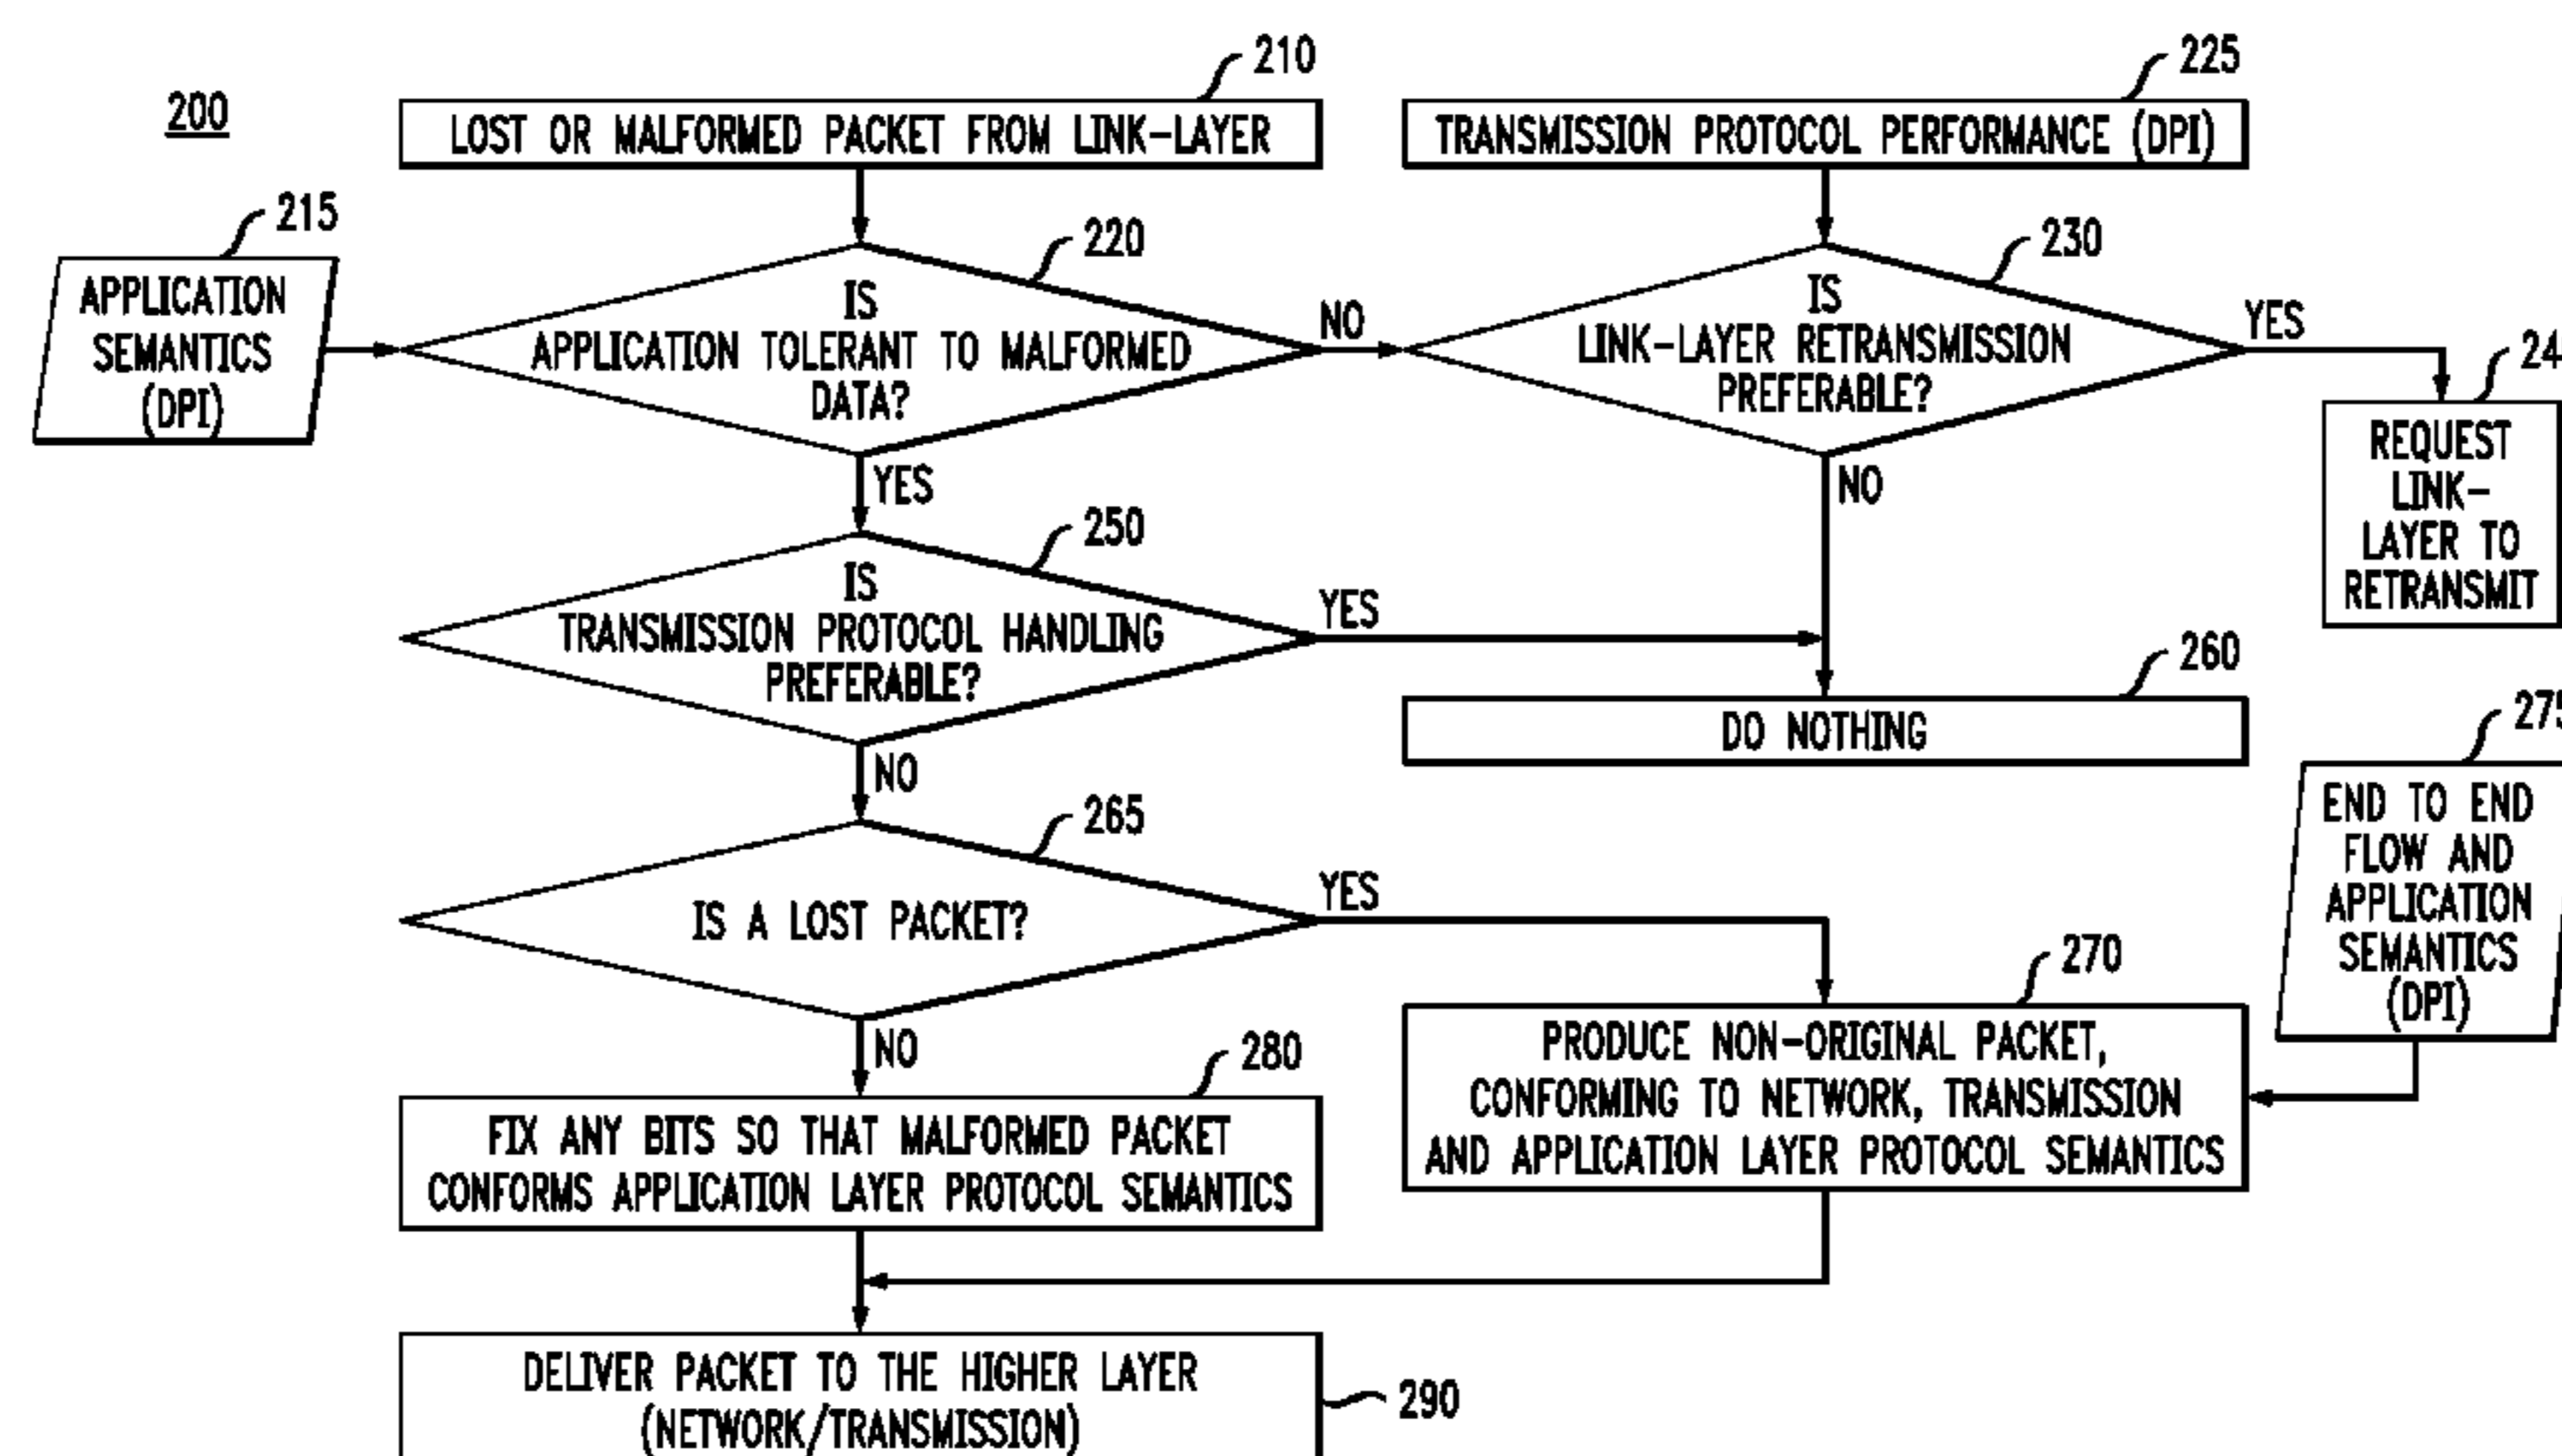 200
210
LOST OR MALFORMED PACKET FROM LINK-LAYER
225
TRANSMISSION PROTOCOL PERFORMANCE (DPI)
215
APPLICATION
SEMANTICS
(DPI)
220
IS
APPLICATION TOLERANT TO MALFORMED
DATA?
NO
YES
230
IS
LINK-LAYER RETRANSMISSION
PREFERABLE?
YES
NO
24
REQUEST
LINK-
LAYER TO
RETRANSMIT
250
IS
TRANSMISSION PROTOCOL HANDLING
PREFERABLE?
YES
NO
260
DO NOTHING
265
IS A LOST PACKET?
YES
NO
275
END TO END
FLOW AND
APPLICATION
SEMANTICS
(DPI)
270
PRODUCE NON-ORIGINAL PACKET,
CONFORMING TO NETWORK, TRANSMISSION
AND APPLICATION LAYER PROTOCOL SEMANTICS
280
FIX ANY BITS SO THAT MALFORMED PACKET
CONFORMS APPLICATION LAYER PROTOCOL SEMANTICS
DELIVER PACKET TO THE HIGHER LAYER
(NETWORK/TRANSMISSION)
290